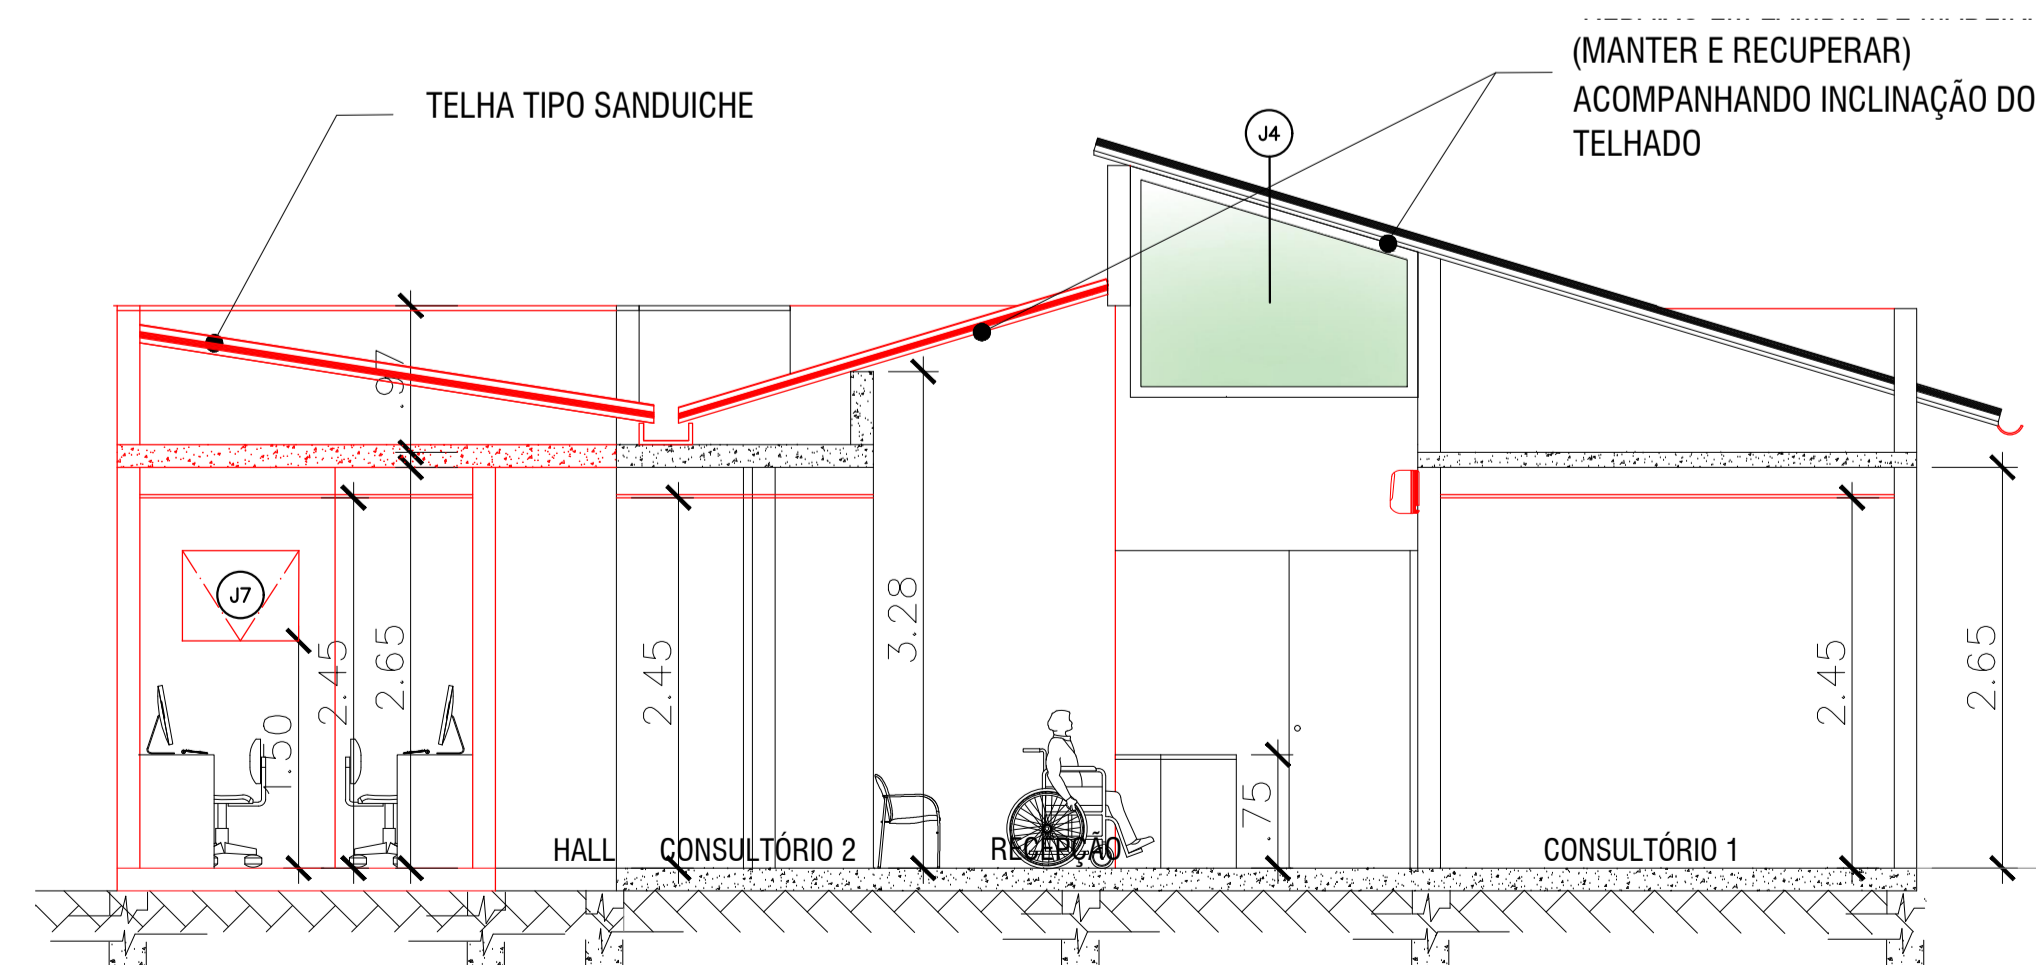 (MANTER E RECUPERAR)
ACOMPANHANDO INCLINAÇÃO DO
TELHADO
TELHA TIPO SANDUICHE
J4
.97
J7
1.50
2.45
2.65
2.45
3.28
.75
2.45
2.65
HALL
CONSULTÓRIO 2
RECEPÇÃO
CONSULTÓRIO 1